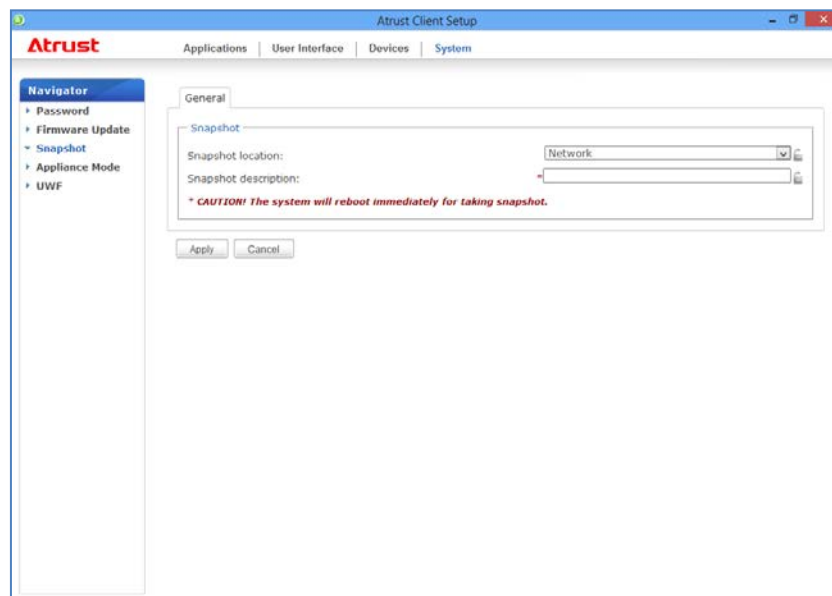 Atrust Client Setup
Atrust
Applications | User Interface | Devices | System
Navigator
Password
Firmware Update
Snapshot
Appliance Mode
UWF
General
Snapshot
Snapshot location:
Network
Snapshot description:
*
* CAUTION! The system will reboot immediately for taking snapshot.
Apply
Cancel